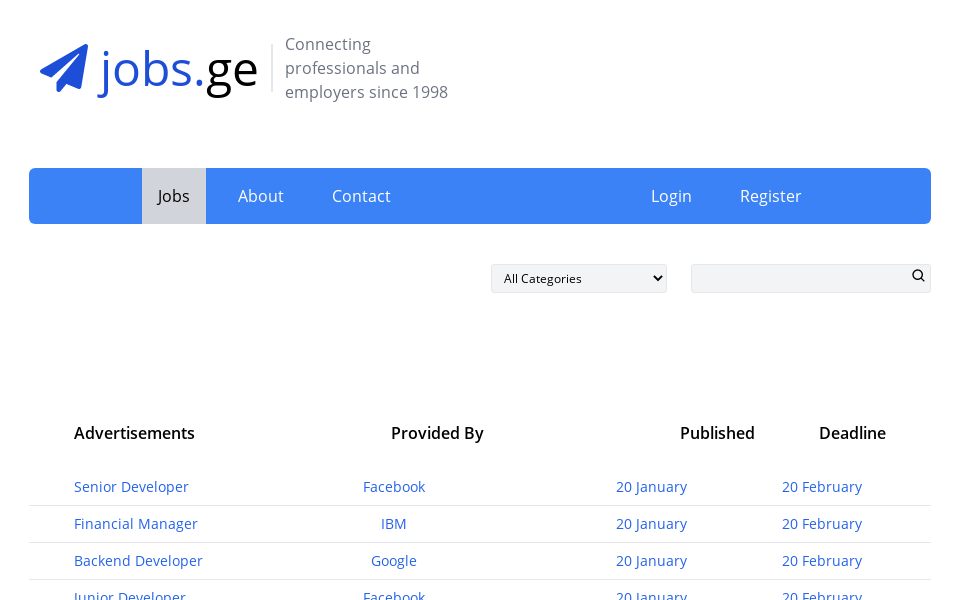 jobs.ge
Connecting
professionals and
employers since 1998
Jobs About Contact Login Register
All Categories
Advertisements Provided By Published Deadline
Senior Developer Facebook 20 January 20 February
Financial Manager IBM 20 January 20 February
Backend Developer Google 20 January 20 February
Junior Developer Facebook 20 January 20 February